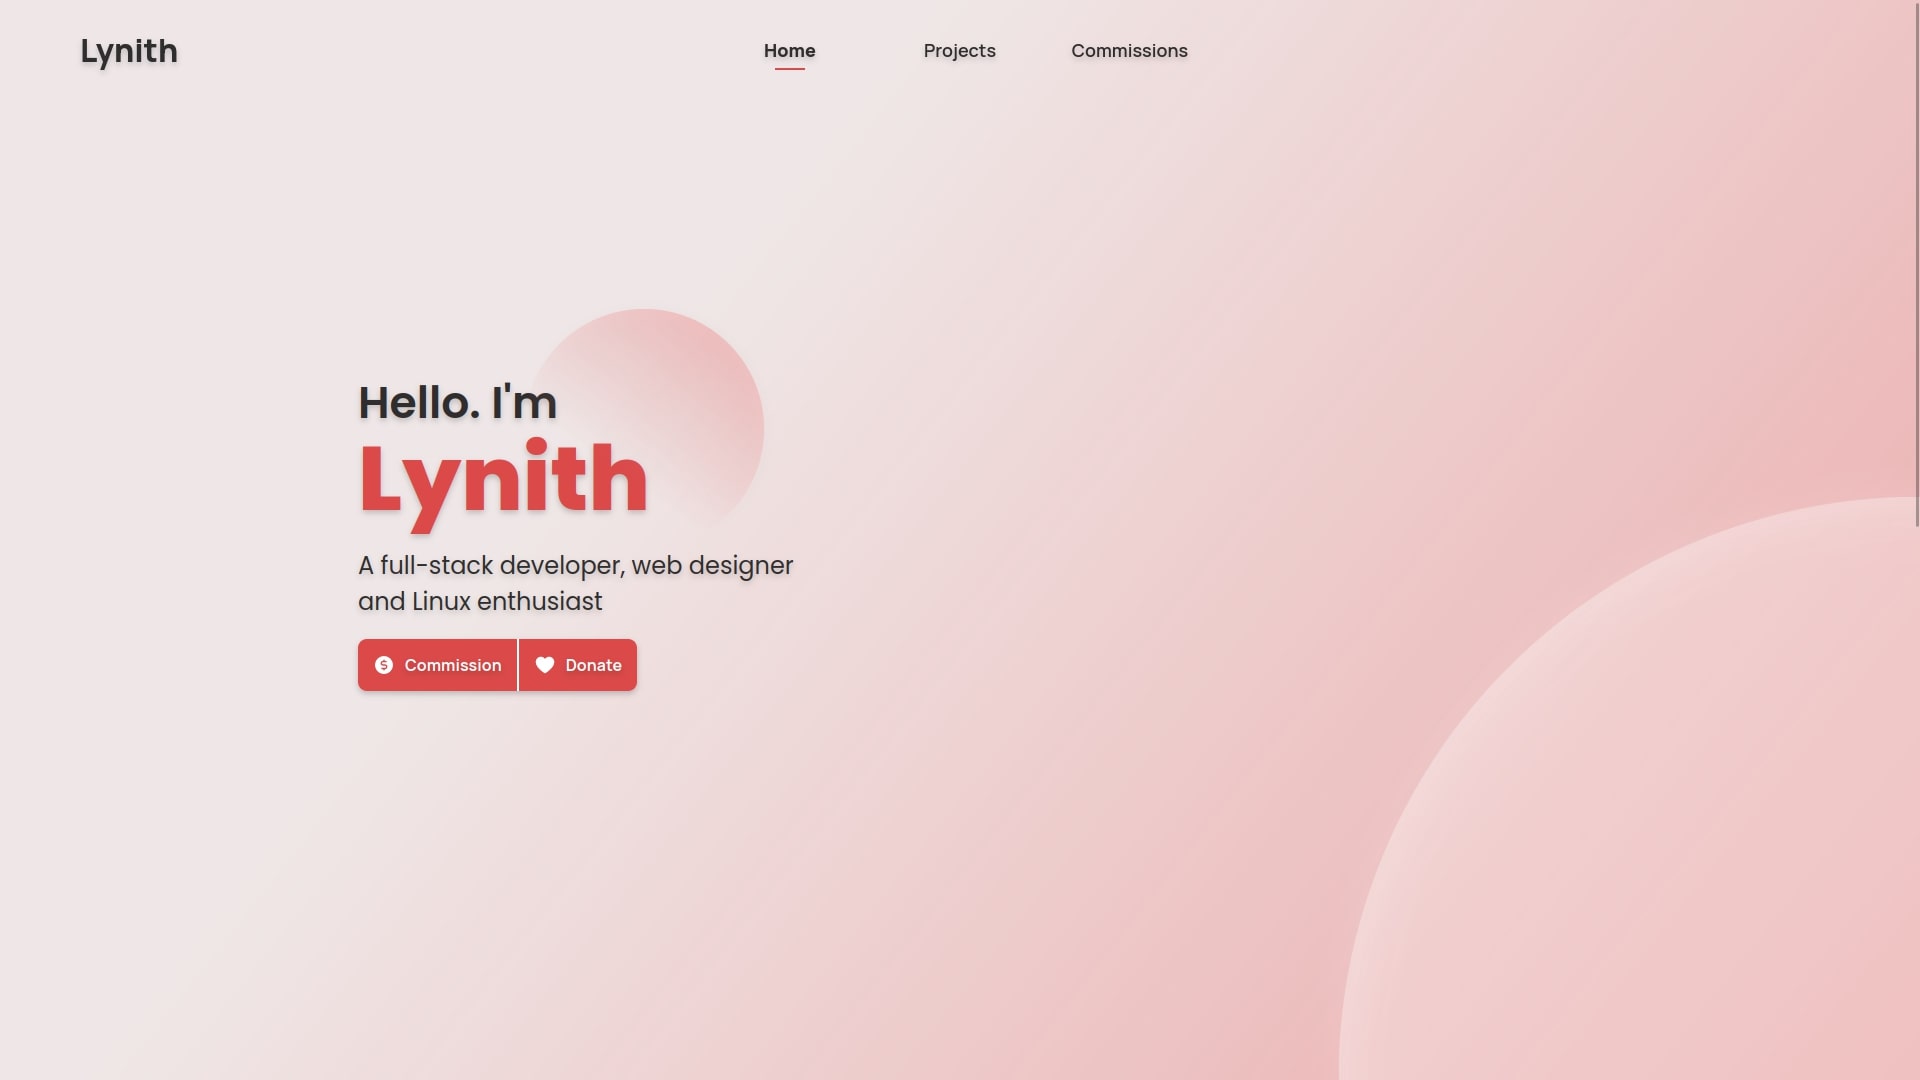 Lynith
Home
Projects
Commissions
Hello. I'm
Lynith
A full-stack developer, web designer
and Linux enthusiast
Commission
Donate